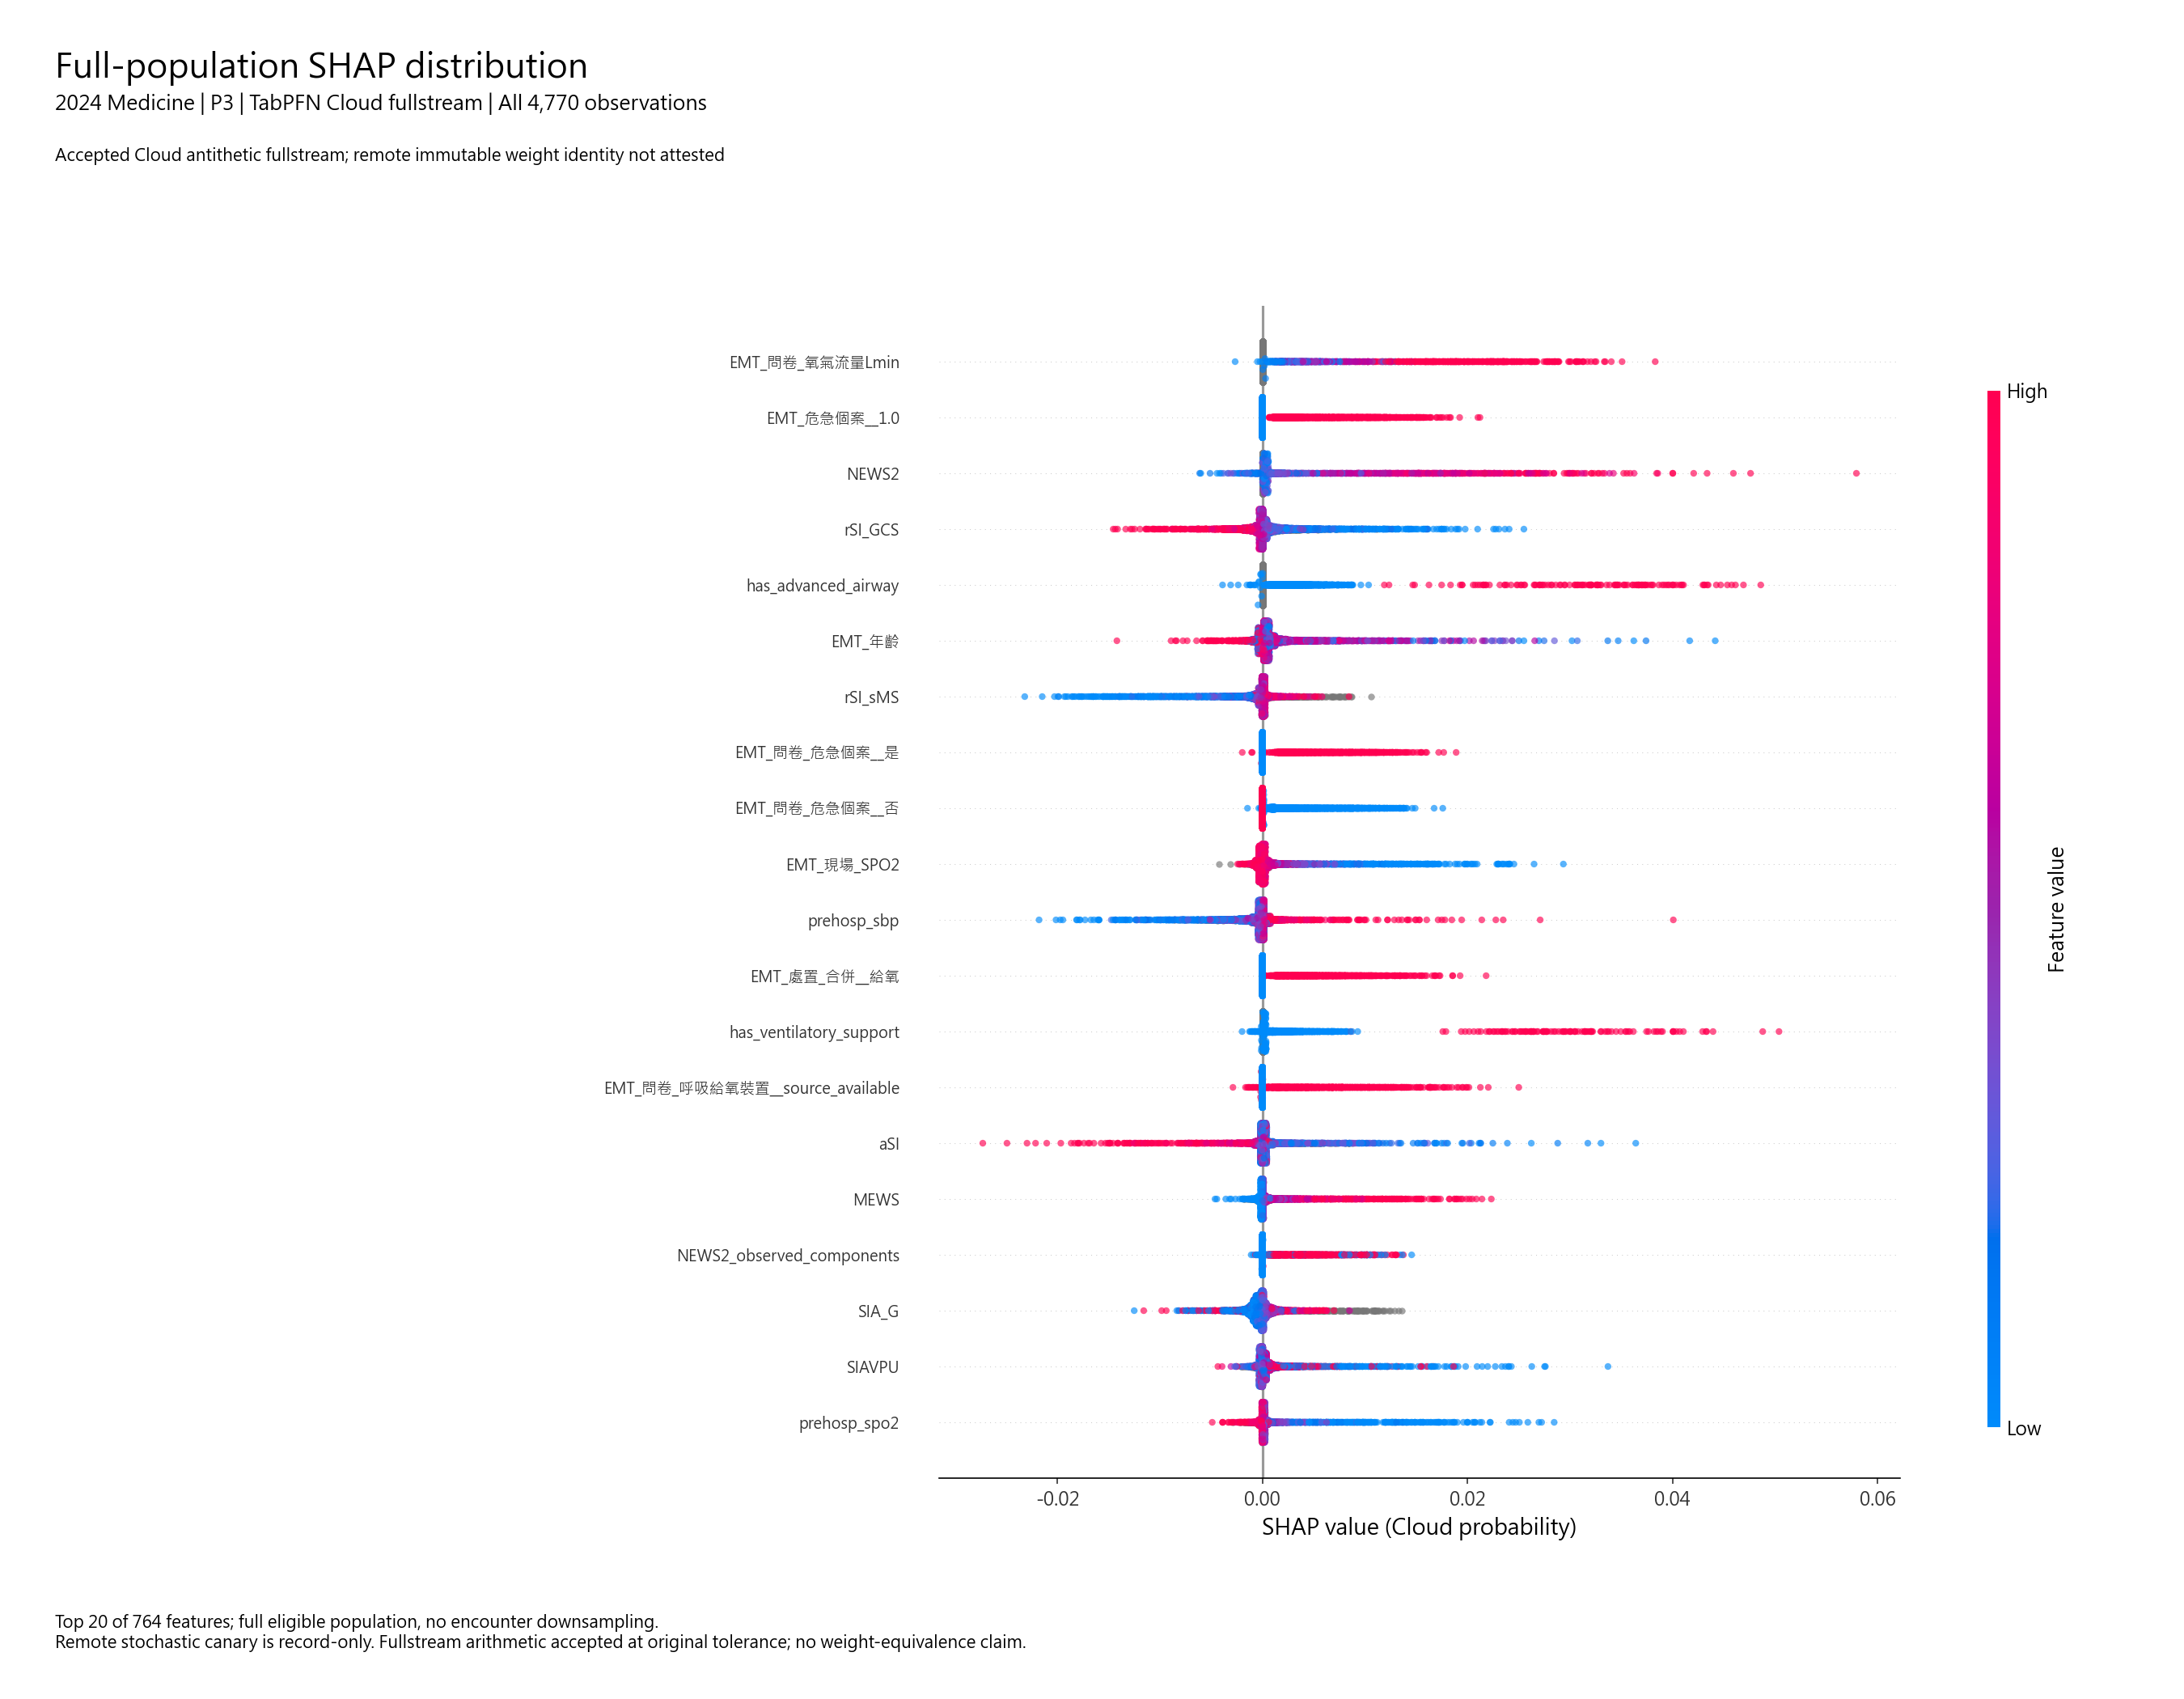 Full-population SHAP distribution
2024 Medicine | P3 | TabPFN Cloud fullstream | All 4,770 observations
Accepted Cloud antithetic fullstream; remote immutable weight identity not attested
EMT_問卷_氧氣流量Lmin
EMT_危急個案__1.0
NEWS2
rSI_GCS
has_advanced_airway
EMT_年齡
rSI_sMS
EMT_問卷_危急個案__是
EMT_問卷_危急個案__否
EMT_現場_SPO2
prehosp_sbp
EMT_處置_合併__給氧
has_ventilatory_support
EMT_問卷_呼吸給氧裝置__source_available
aSI
MEWS
NEWS2_observed_components
SIA_G
SIAVPU
prehosp_spo2
-0.02 0.00 0.02 0.04 0.06
SHAP value (Cloud probability)
High
Feature value
Low
Top 20 of 764 features; full eligible population, no encounter downsampling.
Remote stochastic canary is record-only. Fullstream arithmetic accepted at original tolerance; no weight-equivalence claim.